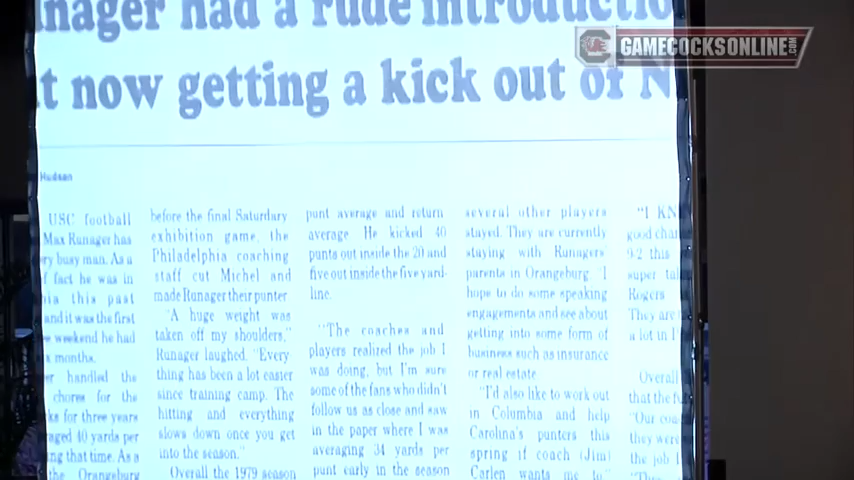 nager had a rude introductio
t now getting a kick out of N
GAMECOCKSONLINE.com
Hudson
USC football
Max Runager has
ry busy man. As a
f fact he was in
ia this past
and it was the first
e weekend he had
x months.
er handled the
chores for the
ks for three years
aged 40 yards per
ng that time. As a
the Orangeburg
before the final Saturday
exhibition game, the
Philadelphia coaching
staff cut Michel and
made Runager their punter.
"A huge weight was
taken off my shoulders,"
Runager laughed. "Every
thing has been a lot easier
since training camp. The
hitting and everything
slows down once you get
into the season."
Overall the 1979 season
punt average and return
average. He kicked 40
punts out inside the 20 and
five out inside the five yard-
line.
"The coaches and
players realized the job I
was doing, but I'm sure
some of the fans who didn't
follow us as close and saw
in the paper where I was
averaging 34 yards per
punt early in the season
several other players
stayed. They are currently
staying with Runagers'
parents in Orangeburg. "I
hope to do some speaking
engagements and see about
getting into some form of
business such as insurance
or real estate.
"I'd also like to work out
in Columbia and help
Carolina's punters this
spring if coach (Jim)
Carlen wants me to."
"I KN
good chan
9-2 this
super tal
Rogers
They are
a lot in P
Overall
that the f
"Our coa
they were
the job I